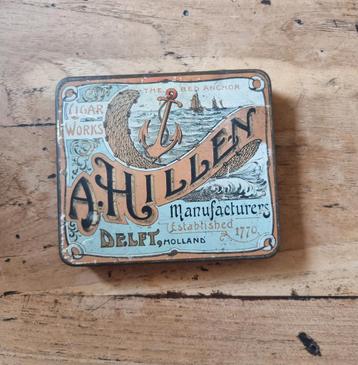 THE RED ANCHOR
CIGAR
WORKS
A. HILLEN
Manufacturers
Established
1770.
DELFT, HOLLAND